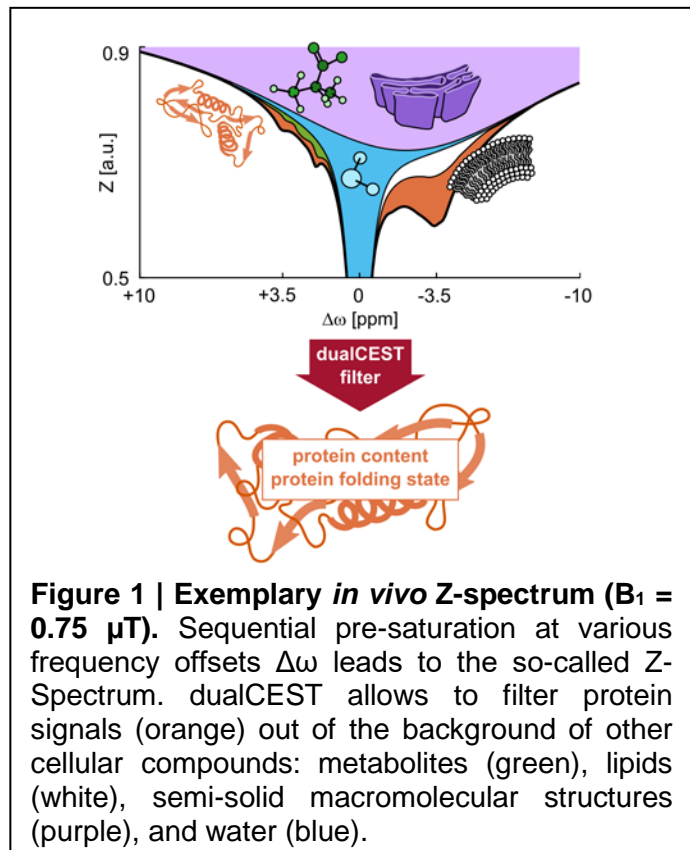 0.9
Z [a.u.]
0.5
+10
+3.5
0
-3.5
-10
Δω [ppm]
dualCEST
filter
protein content
protein folding state
Figure 1 | Exemplary in vivo Z-spectrum (B₁ =
0.75 µT). Sequential pre-saturation at various
frequency offsets Δω leads to the so-called Z-
Spectrum. dualCEST allows to filter protein
signals (orange) out of the background of other
cellular compounds: metabolites (green), lipids
(white), semi-solid macromolecular structures
(purple), and water (blue).